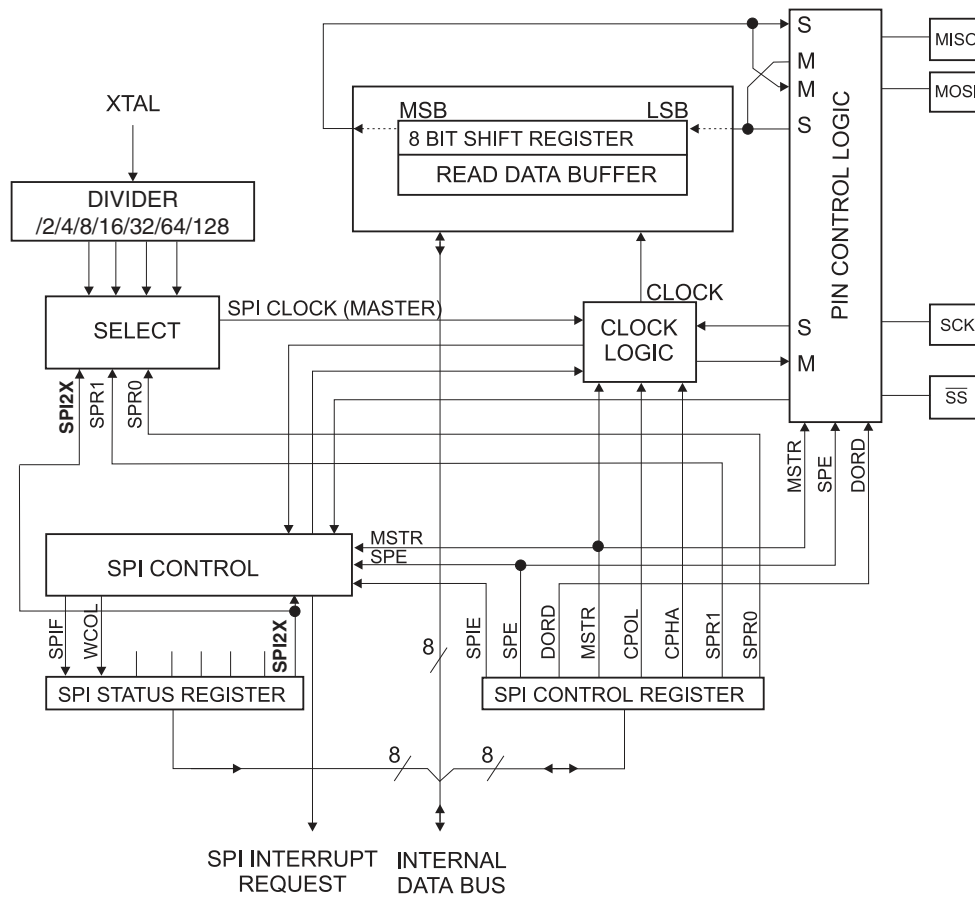 S
MISO
M
M
MOSI
XTAL
MSB
LSB
8 BIT SHIFT REGISTER
S
READ DATA BUFFER
DIVIDER
/2/4/8/16/32/64/128
PIN CONTROL LOGIC
SPI CLOCK (MASTER)
CLOCK
SELECT
CLOCK
LOGIC
S
SCK
M
SS
SPI2X
SPR1
SPR0
MSTR
SPE
DORD
MSTR
SPE
SPI CONTROL
SPIF
WCOL
SPI2X
SPIE
SPE
DORD
MSTR
CPOL
CPHA
SPR1
SPR0
8
SPI STATUS REGISTER
SPI CONTROL REGISTER
8
8
SPI INTERRUPT
REQUEST
INTERNAL
DATA BUS